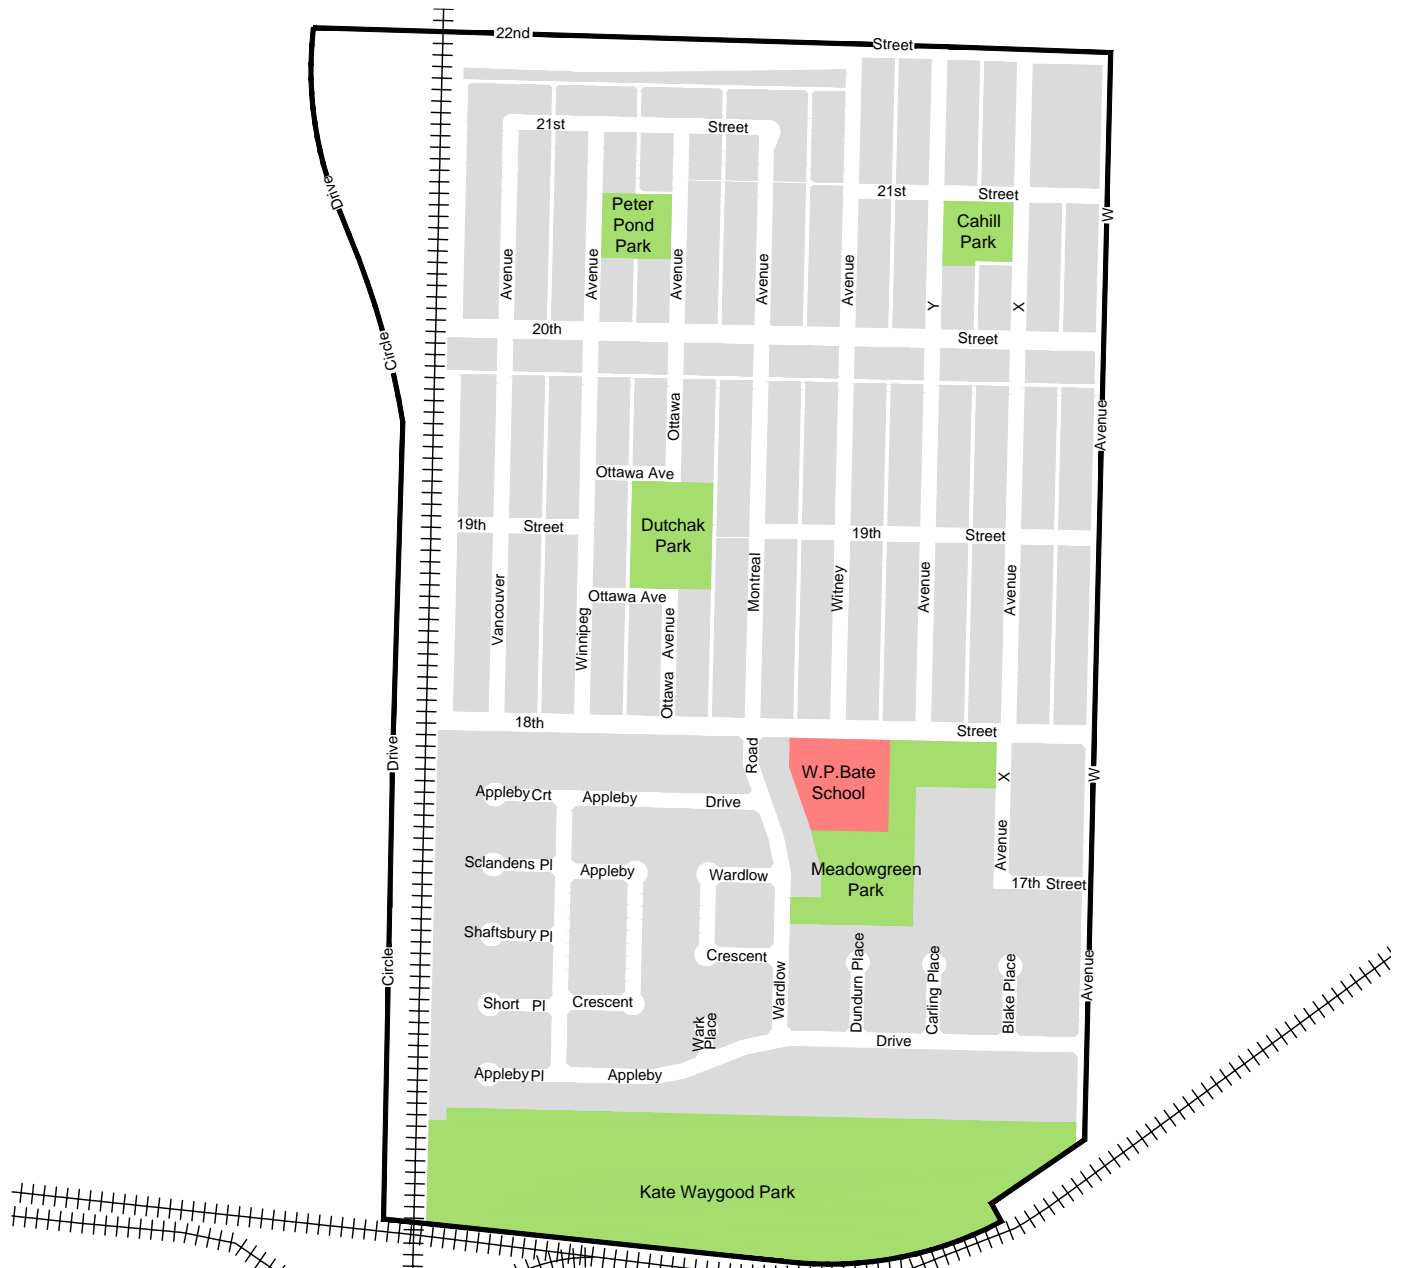 22nd
Street
21st
Street
Drive
21st
Street
Peter
Pond
Park
Cahill
Park
W
Avenue
Avenue
Avenue
Avenue
Avenue
Y
X
20th
Street
Circle
Ottawa
Avenue
Ottawa Ave
19th
Street
Dutchak
Park
19th
Street
Vancouver
Winnipeg
Ottawa Ave
Avenue
Ottawa
Montreal
Witney
Avenue
Avenue
18th
Street
Drive
Road
W.P.Bate
School
X
W
Appleby Crt
Appleby
Drive
Sclandens Pl
Appleby
Wardlow
Meadowgreen
Park
Avenue
17th Street
Shaftsbury Pl
Crescent
Circle
Wardlow
Dundurn Place
Carling Place
Blake Place
Avenue
Short Pl
Crescent
Wark
Place
Drive
Appleby Pl
Appleby
Kate Waygood Park